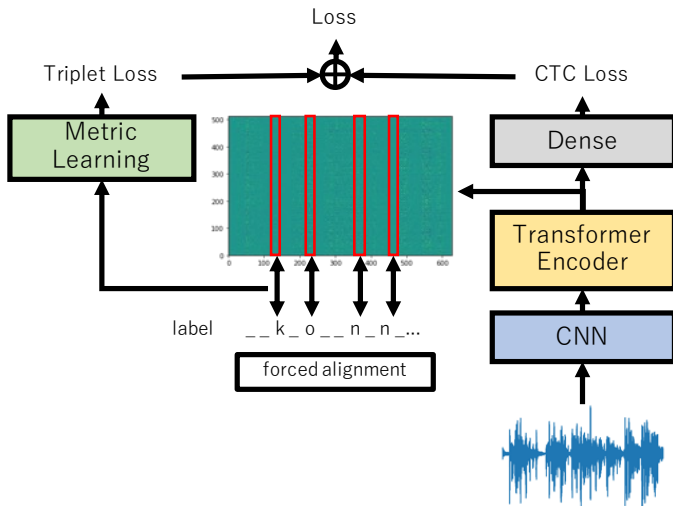 Loss
Triplet Loss
CTC Loss
Metric
Learning
Dense
500
400
300
200
100
0
0 100 200 300 400 500 600
Transformer
Encoder
label _ _ k _ o _ _ n _ n _...
CNN
forced alignment